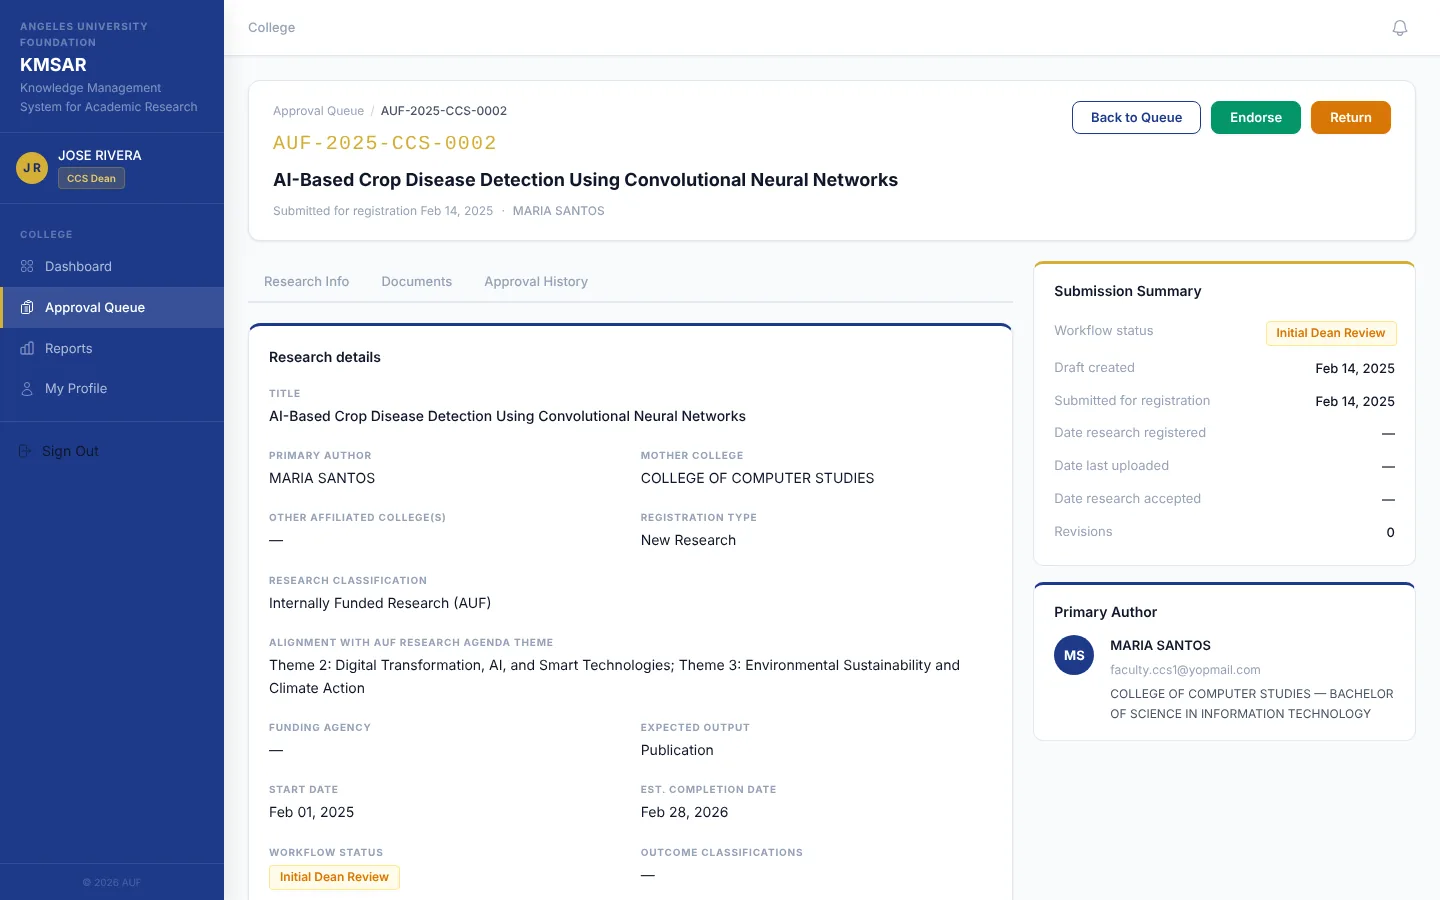 ANGELES UNIVERSITY
FOUNDATION
KMSAR
Knowledge Management
System for Academic Research
JR
JOSE RIVERA
CCS Dean
COLLEGE
Dashboard
Approval Queue
Reports
My Profile
Sign Out
© 2026 AUF
College
Approval Queue / AUF-2025-CCS-0002
AUF-2025-CCS-0002
AI-Based Crop Disease Detection Using Convolutional Neural Networks
Submitted for registration Feb 14, 2025 · MARIA SANTOS
Back to Queue
Endorse
Return
Research Info
Documents
Approval History
Research details
TITLE
AI-Based Crop Disease Detection Using Convolutional Neural Networks
PRIMARY AUTHOR
MARIA SANTOS
MOTHER COLLEGE
COLLEGE OF COMPUTER STUDIES
OTHER AFFILIATED COLLEGE(S)
—
REGISTRATION TYPE
New Research
RESEARCH CLASSIFICATION
Internally Funded Research (AUF)
ALIGNMENT WITH AUF RESEARCH AGENDA THEME
Theme 2: Digital Transformation, AI, and Smart Technologies; Theme 3: Environmental Sustainability and
Climate Action
FUNDING AGENCY
—
EXPECTED OUTPUT
Publication
START DATE
Feb 01, 2025
EST. COMPLETION DATE
Feb 28, 2026
WORKFLOW STATUS
Initial Dean Review
OUTCOME CLASSIFICATIONS
—
Submission Summary
Workflow status Initial Dean Review
Draft created Feb 14, 2025
Submitted for registration Feb 14, 2025
Date research registered —
Date last uploaded —
Date research accepted —
Revisions 0
Primary Author
MS
MARIA SANTOS
faculty.ccs1@yopmail.com
COLLEGE OF COMPUTER STUDIES — BACHELOR
OF SCIENCE IN INFORMATION TECHNOLOGY